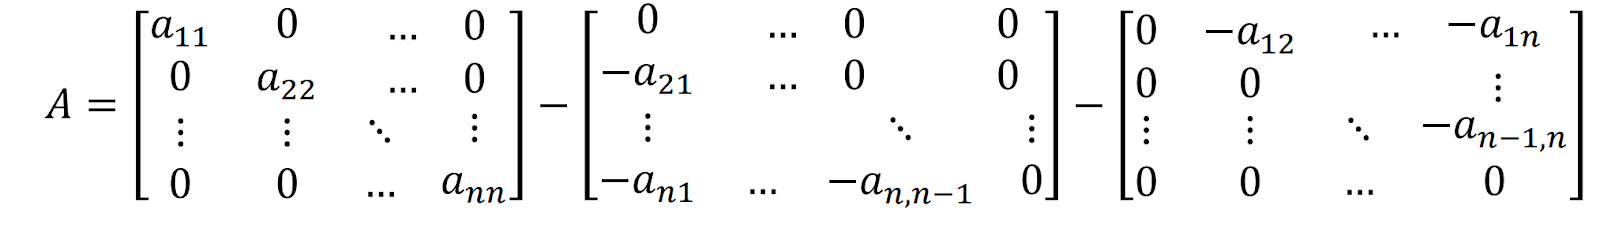 A = [a₁₁ 0 … 0; 0 a₂₂ … 0; ⋮ ⋮ ⋱ ⋮; 0 0 … aₙₙ] − [0 … 0 0; −a₂₁ … 0 0; ⋮ ⋱ ⋮; −aₙ₁ … −aₙ,ₙ₋₁ 0] − [0 −a₁₂ … −a₁ₙ; 0 0 ⋮; ⋮ ⋮ ⋱ −aₙ₋₁,ₙ; 0 0 … 0]